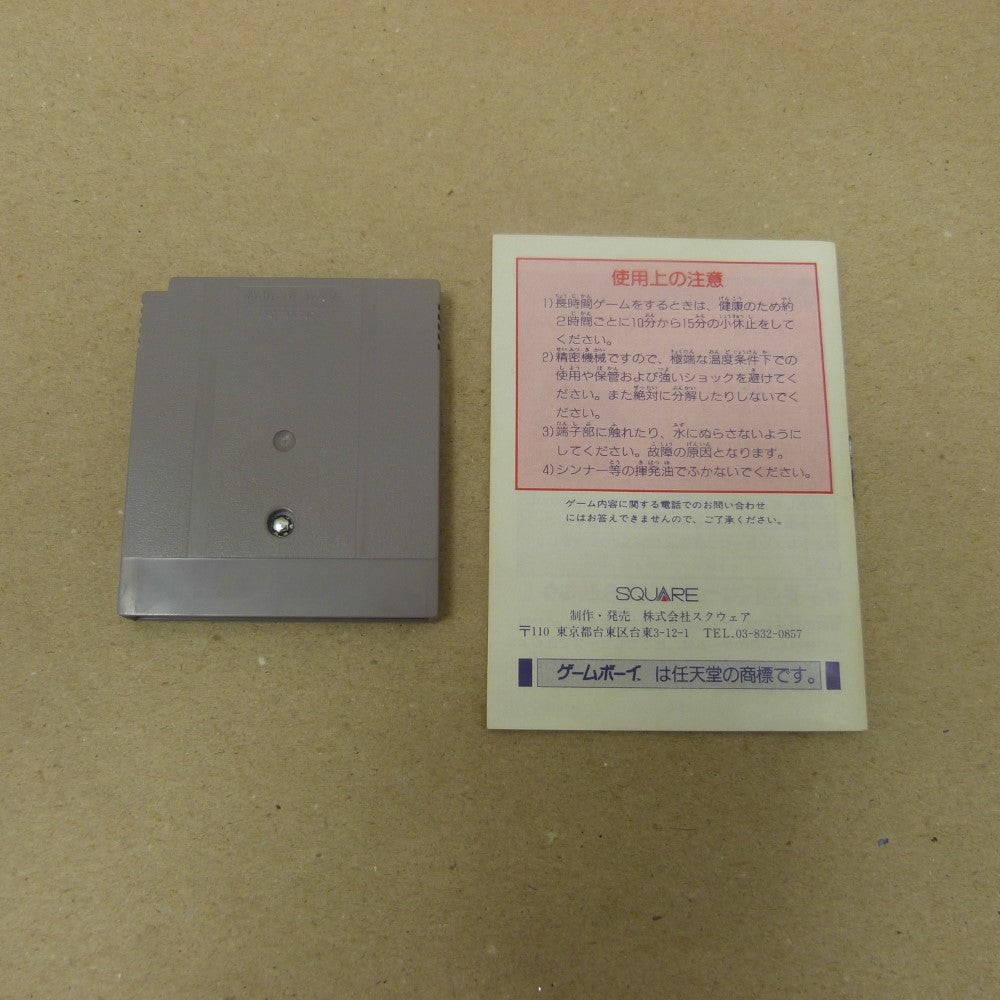 MADE IN JAPAN
使用上の注意
1)長時間ゲームをするときは、健康のため約
2時間ごとに10分から15分の小休止をして
ください。
2)精密機械ですので、極端な温度条件下での
使用や保管および強いショックを避けてく
ださい。また絶対に分解したりしないでく
ださい。
3)端子部に触れたり、水にぬらさないように
してください。故障の原因となります。
4)シンナー等の揮発油でふかないでください。
ゲーム内容に関する電話でのお問い合わせ
にはお答えできませんので、ご了承ください。
SQUARE
制作・発売 株式会社スクウェア
〒110 東京都台東区台東3-12-1 TEL.03-832-0857
ゲームボーイ™ は任天堂の商標です。